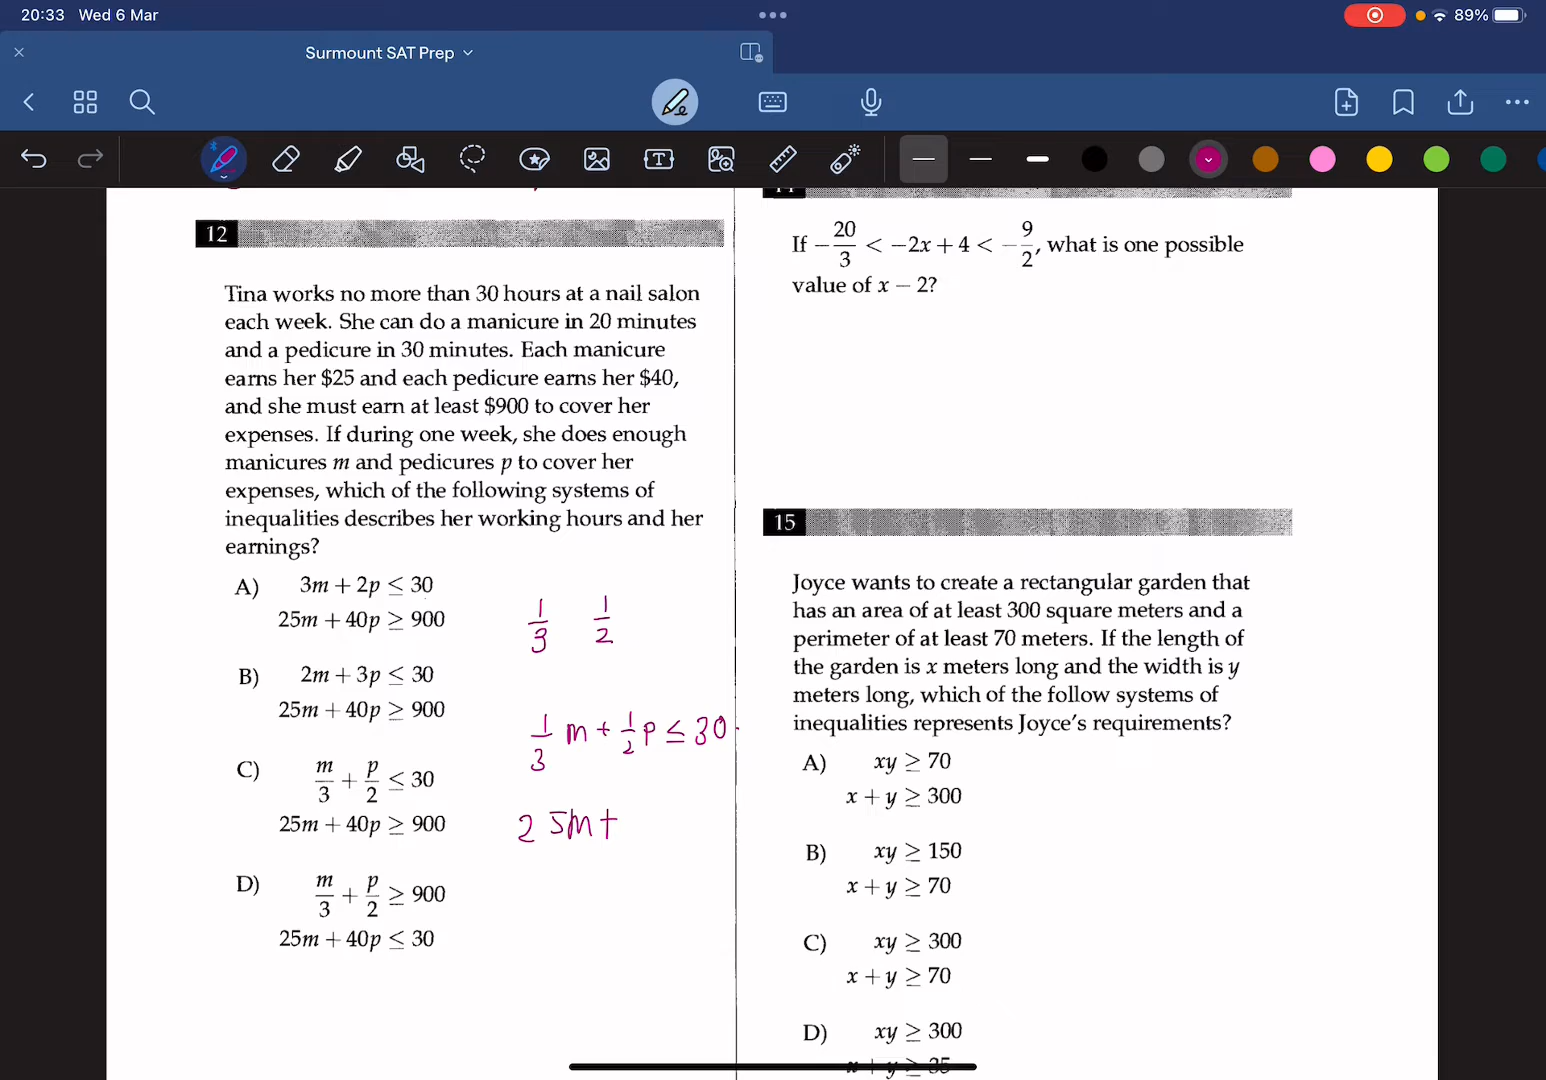 20:33 Wed 6 Mar
89%
Surmount SAT Prep
12
Tina works no more than 30 hours at a nail salon
each week. She can do a manicure in 20 minutes
and a pedicure in 30 minutes. Each manicure
earns her $25 and each pedicure earns her $40,
and she must earn at least $900 to cover her
expenses. If during one week, she does enough
manicures m and pedicures p to cover her
expenses, which of the following systems of
inequalities describes her working hours and her
earnings?
A) 3m + 2p ≤ 30
25m + 40p ≥ 900
B) 2m + 3p ≤ 30
25m + 40p ≥ 900
C) m/3 + p/2 ≤ 30
25m + 40p ≥ 900
D) m/3 + p/2 ≥ 900
25m + 40p ≤ 30
1/3 1/2
1/3 m + 1/2 p ≤ 30
25m +
If −20/3 < −2x + 4 < −9/2, what is one possible
value of x − 2?
15
Joyce wants to create a rectangular garden that
has an area of at least 300 square meters and a
perimeter of at least 70 meters. If the length of
the garden is x meters long and the width is y
meters long, which of the follow systems of
inequalities represents Joyce's requirements?
A) xy ≥ 70
x + y ≥ 300
B) xy ≥ 150
x + y ≥ 70
C) xy ≥ 300
x + y ≥ 70
D) xy ≥ 300
x + y ≥ 35